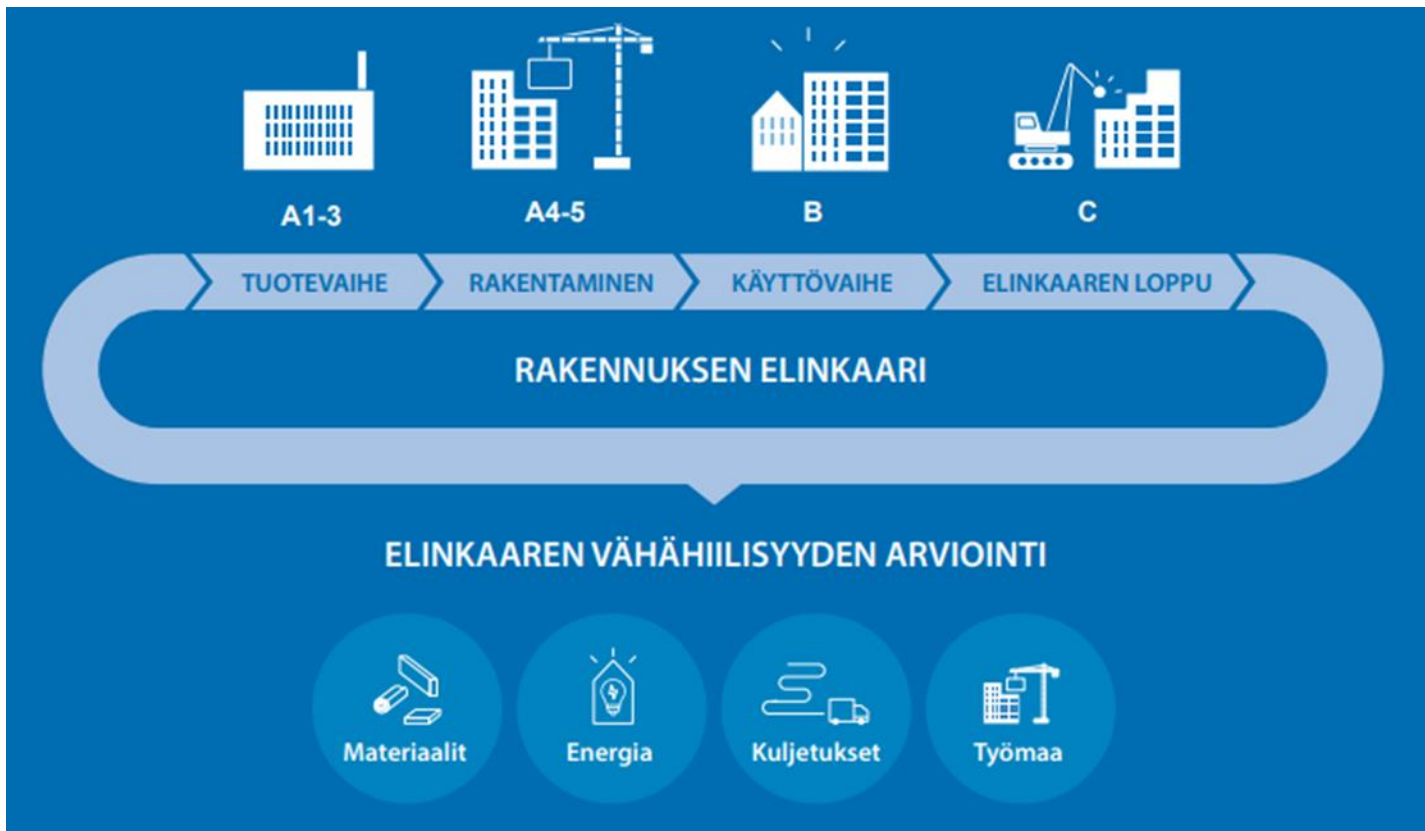 A1-3
A4-5
B
C
TUOTEVAIHE
RAKENTAMINEN
KÄYTTÖVAIHE
ELINKAAREN LOPPU
RAKENNUKSEN ELINKAARI
ELINKAAREN VÄHÄHIILISYYDEN ARVIOINTI
Materiaalit
Energia
Kuljetukset
Työmaa